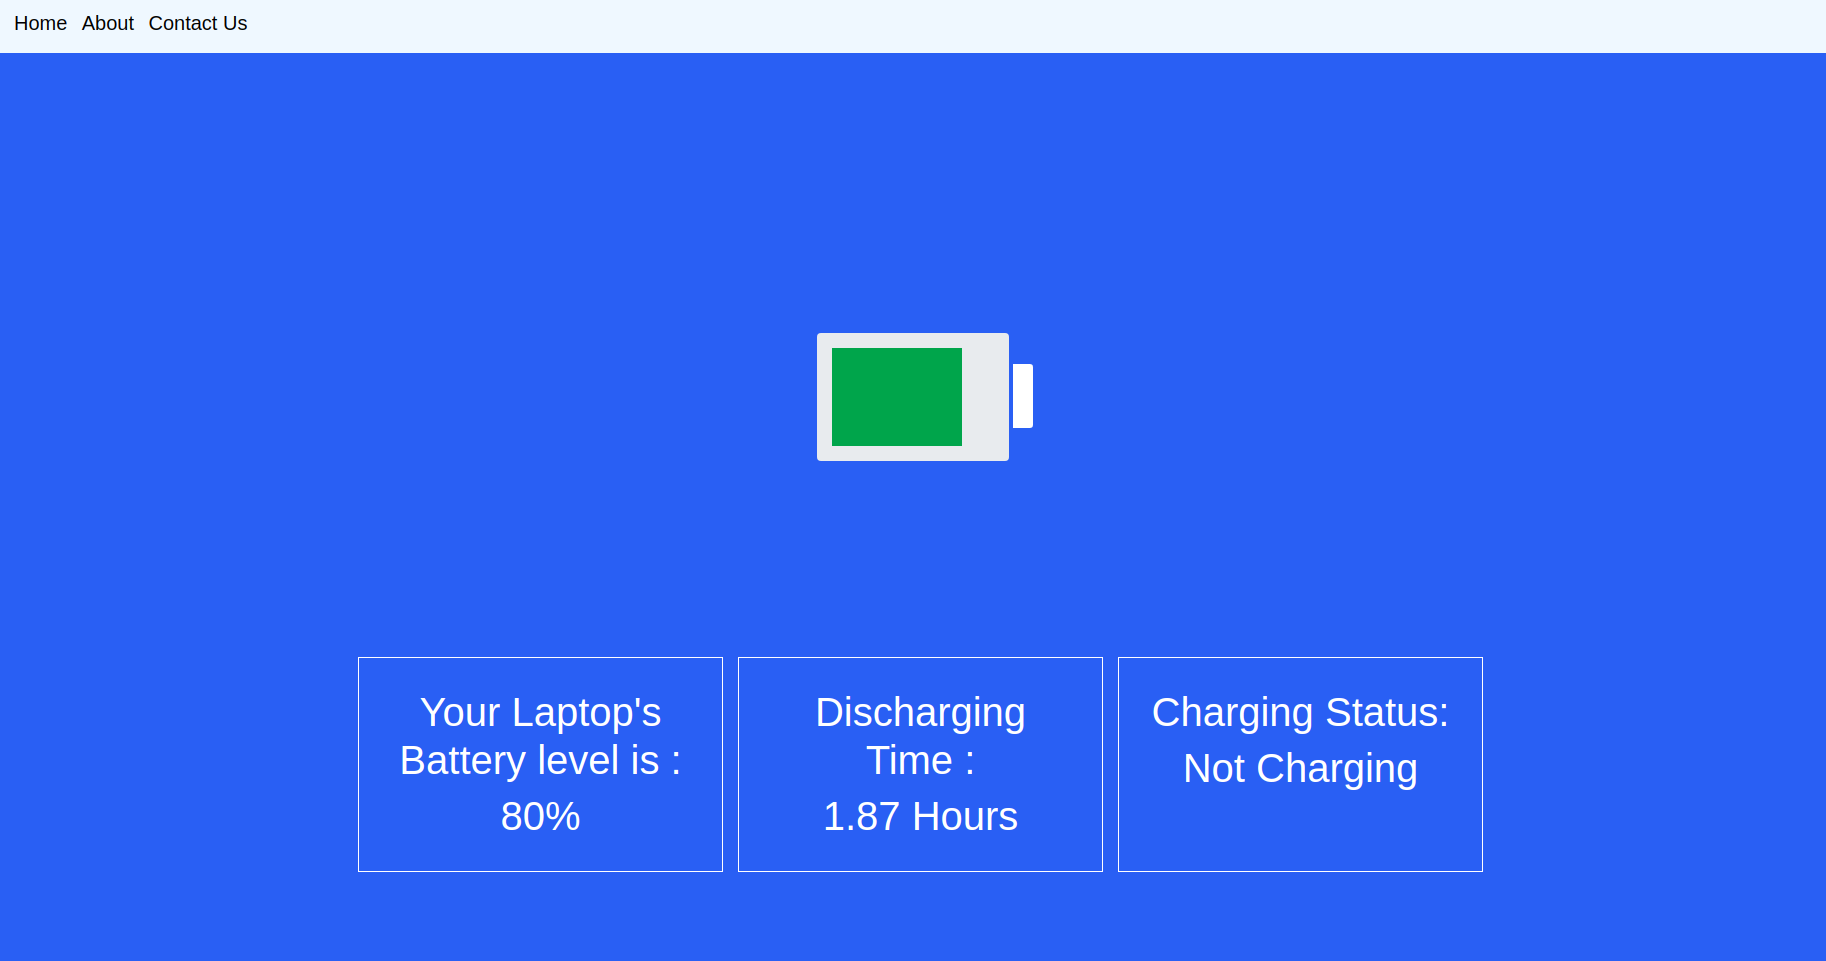 Home About Contact Us
Your Laptop's
Battery level is :
80%
Discharging
Time :
1.87 Hours
Charging Status:
Not Charging